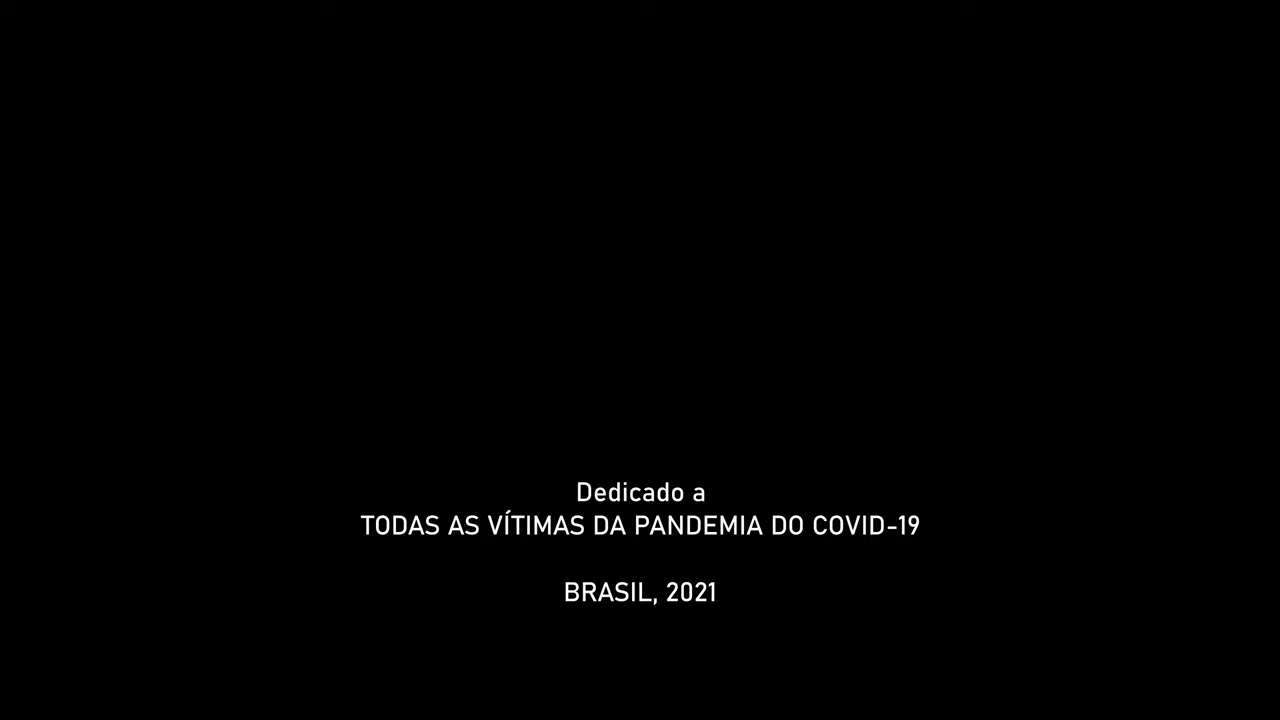 Dedicado a
TODAS AS VÍTIMAS DA PANDEMIA DO COVID-19
BRASIL, 2021